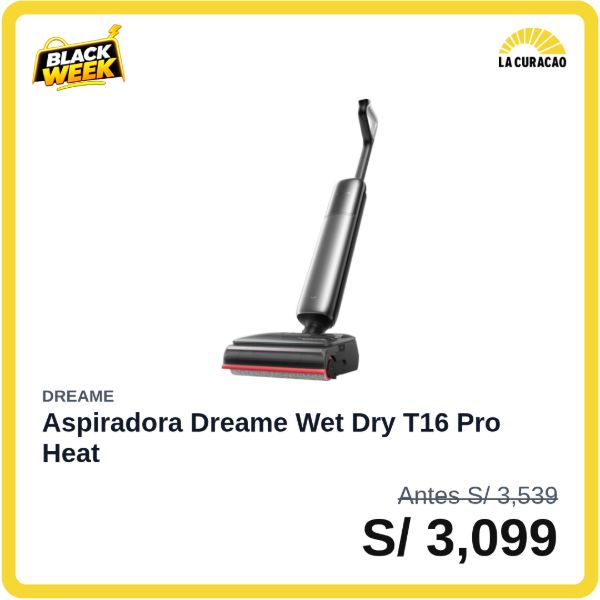 BLACK
WEEK
LA CURACAO
DREAME
Aspiradora Dreame Wet Dry T16 Pro
Heat
Antes S/ 3,539
S/ 3,099